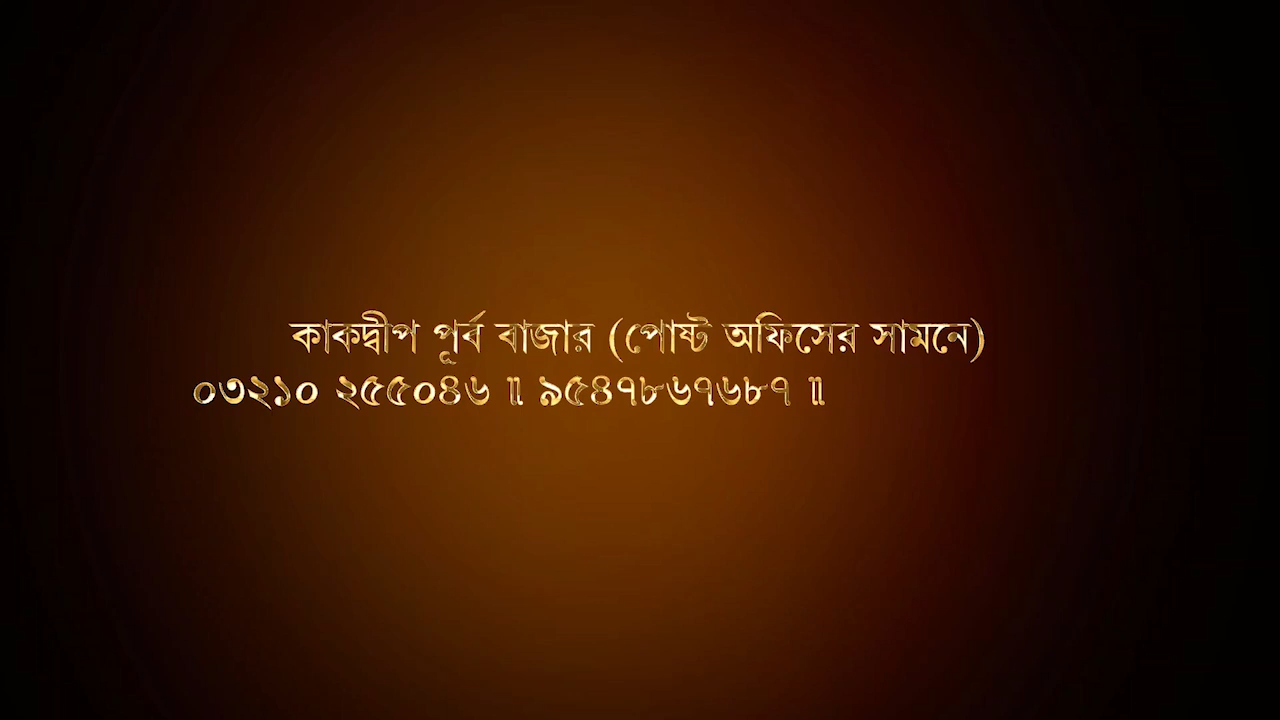 কাকদ্বীপ পূর্ব বাজার (পোষ্ট অফিসের সামনে)
০৩২১০ ২৫৫০৪৬ ॥ ৯৫৪৭৮৬৭৬৮৭ ॥